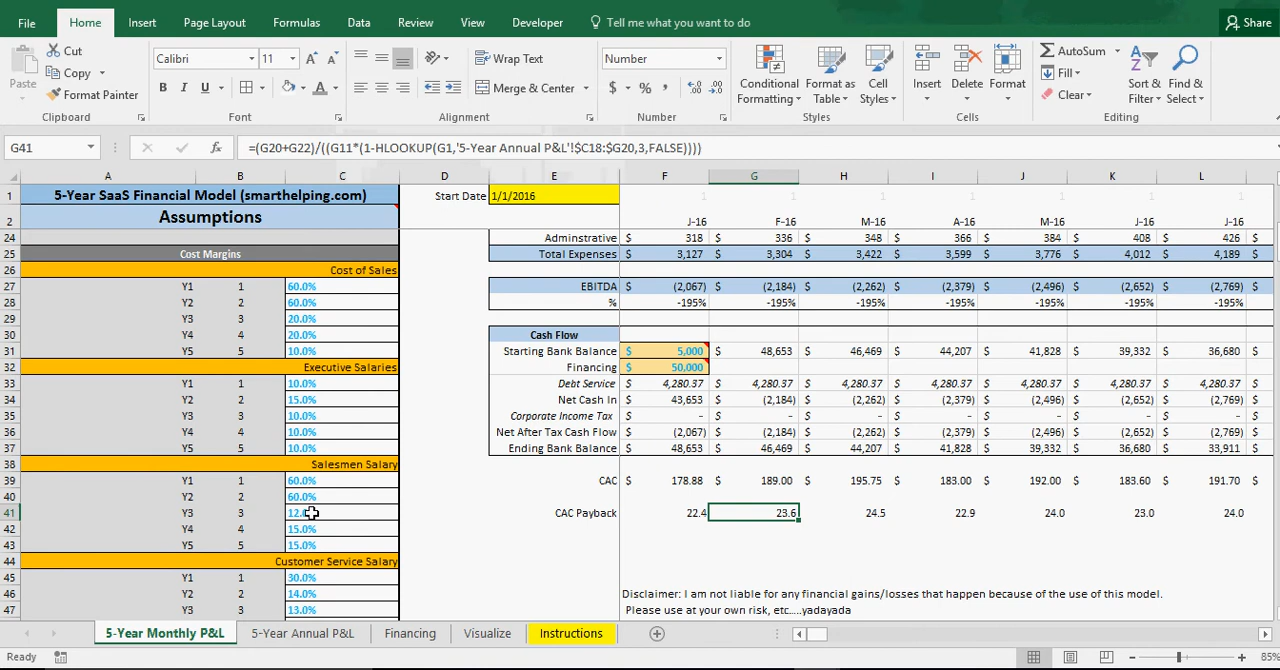 File Home Insert Page Layout Formulas Data Review View Developer Tell me what you want to do Share
Paste Cut Copy Format Painter Clipboard
Calibri 11 A A B I U A Font
Wrap Text Merge & Center Alignment
Number $ % , Number
Conditional Formatting Format as Table Cell Styles Styles
Insert Delete Format Cells
AutoSum Fill Clear Sort & Filter Find & Select Editing
G41 fx =(G20+G22)/((G11*(1-HLOOKUP(G1,'5-Year Annual P&L'!$C18:$G20,3,FALSE))))
A B C D E F G H I J K L
1 5-Year SaaS Financial Model (smarthelping.com) Start Date 1/1/2016 1 1 1 1 1 1 1
2 Assumptions J-16 F-16 M-16 A-16 M-16 J-16 J-16
24 Adminstrative $ 318 $ 336 $ 348 $ 366 $ 384 $ 408 $ 426 $
25 Cost Margins Total Expenses $ 3,127 $ 3,304 $ 3,422 $ 3,599 $ 3,776 $ 4,012 $ 4,189 $
26 Cost of Sales
27 Y1 1 60.0% EBITDA $ (2,067) $ (2,184) $ (2,262) $ (2,379) $ (2,496) $ (2,652) $ (2,769) $
28 Y2 2 60.0% % -195% -195% -195% -195% -195% -195% -195%
29 Y3 3 20.0%
30 Y4 4 20.0% Cash Flow
31 Y5 5 10.0% Starting Bank Balance $ 5,000 $ 48,653 $ 46,469 $ 44,207 $ 41,828 $ 39,332 $ 36,680 $
32 Executive Salaries Financing $ 50,000
33 Y1 1 10.0% Debt Service $ 4,280.37 $ 4,280.37 $ 4,280.37 $ 4,280.37 $ 4,280.37 $ 4,280.37 $ 4,280.37 $
34 Y2 2 15.0% Net Cash In $ 43,653 $ (2,184) $ (2,262) $ (2,379) $ (2,496) $ (2,652) $ (2,769) $
35 Y3 3 10.0% Corporate Income Tax $ - $ - $ - $ - $ - $ - $ - $
36 Y4 4 10.0% Net After Tax Cash Flow $ (2,067) $ (2,184) $ (2,262) $ (2,379) $ (2,496) $ (2,652) $ (2,769) $
37 Y5 5 10.0% Ending Bank Balance $ 48,653 $ 46,469 $ 44,207 $ 41,828 $ 39,332 $ 36,680 $ 33,911 $
38 Salesmen Salary
39 Y1 1 60.0% CAC $ 178.88 $ 189.00 $ 195.75 $ 183.00 $ 192.00 $ 183.60 $ 191.70 $
40 Y2 2 60.0%
41 Y3 3 CAC Payback 22.4 23.6 24.5 22.9 24.0 23.0 24.0
42 Y4 4 15.0%
43 Y5 5 15.0%
44 Customer Service Salary
45 Y1 1 30.0%
46 Y2 2 14.0% Disclaimer: I am not liable for any financial gains/losses that happen because of the use of this model.
47 Y3 3 13.0% Please use at your own risk, etc.....yadayada
5-Year Monthly P&L 5-Year Annual P&L Financing Visualize Instructions
Ready 85%